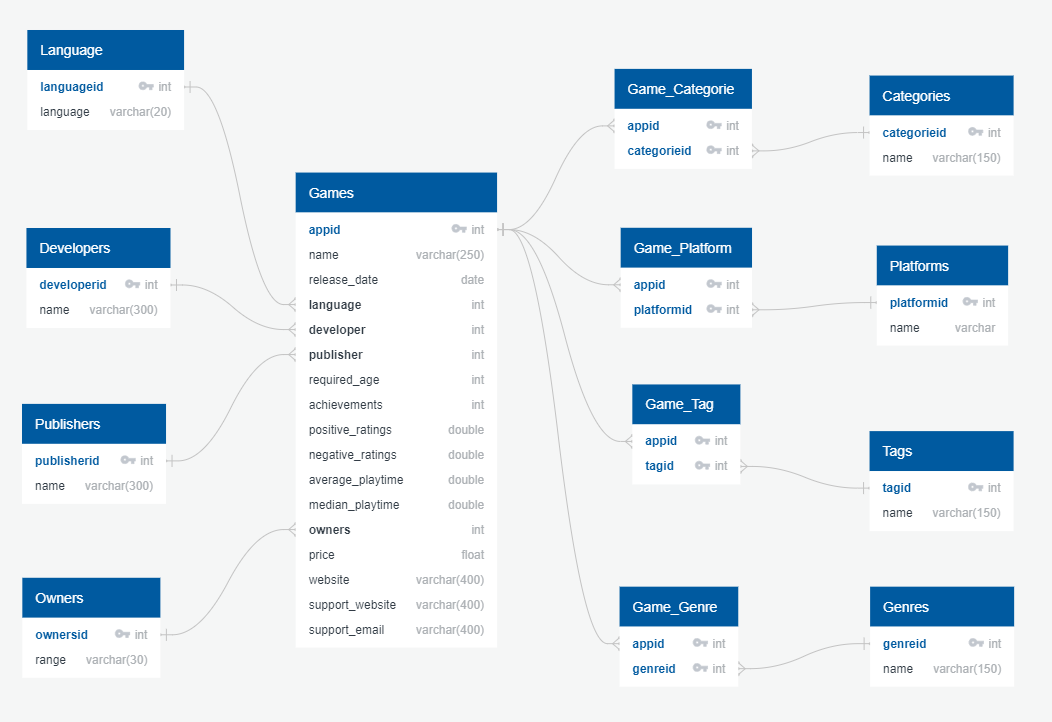 Language
languageid int
language varchar(20)
Developers
developerid int
name varchar(300)
Publishers
publisherid int
name varchar(300)
Owners
ownersid int
range varchar(30)
Games
appid int
name varchar(250)
release_date date
language int
developer int
publisher int
required_age int
achievements int
positive_ratings double
negative_ratings double
average_playtime double
median_playtime double
owners int
price float
website varchar(400)
support_website varchar(400)
support_email varchar(400)
Game_Categorie
appid int
categorieid int
Game_Platform
appid int
platformid int
Game_Tag
appid int
tagid int
Game_Genre
appid int
genreid int
Categories
categorieid int
name varchar(150)
Platforms
platformid int
name varchar
Tags
tagid int
name varchar(150)
Genres
genreid int
name varchar(150)